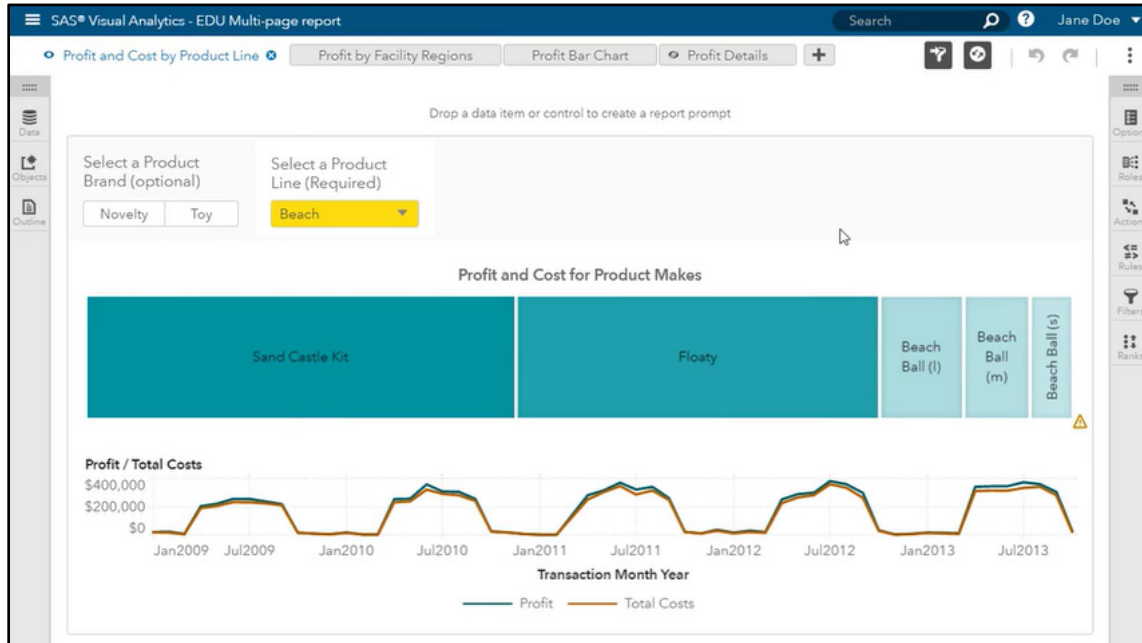 SAS® Visual Analytics - EDU Multi-page report
Search
?
Jane Doe
Profit and Cost by Product Line
Profit by Facility Regions
Profit Bar Chart
Profit Details
+
Data
Objects
Outline
Drop a data item or control to create a report prompt
Select a Product
Brand (optional)
Novelty
Toy
Select a Product
Line (Required)
Beach
Profit and Cost for Product Makes
Sand Castle Kit
Floaty
Beach
Ball (l)
Beach
Ball
(m)
Beach Ball (s)
Profit / Total Costs
$400,000
$200,000
$0
Jan2009
Jul2009
Jan2010
Jul2010
Jan2011
Jul2011
Jan2012
Jul2012
Jan2013
Jul2013
Transaction Month Year
Profit
Total Costs
Option
Roles
Action
Rules
Filters
Ranks